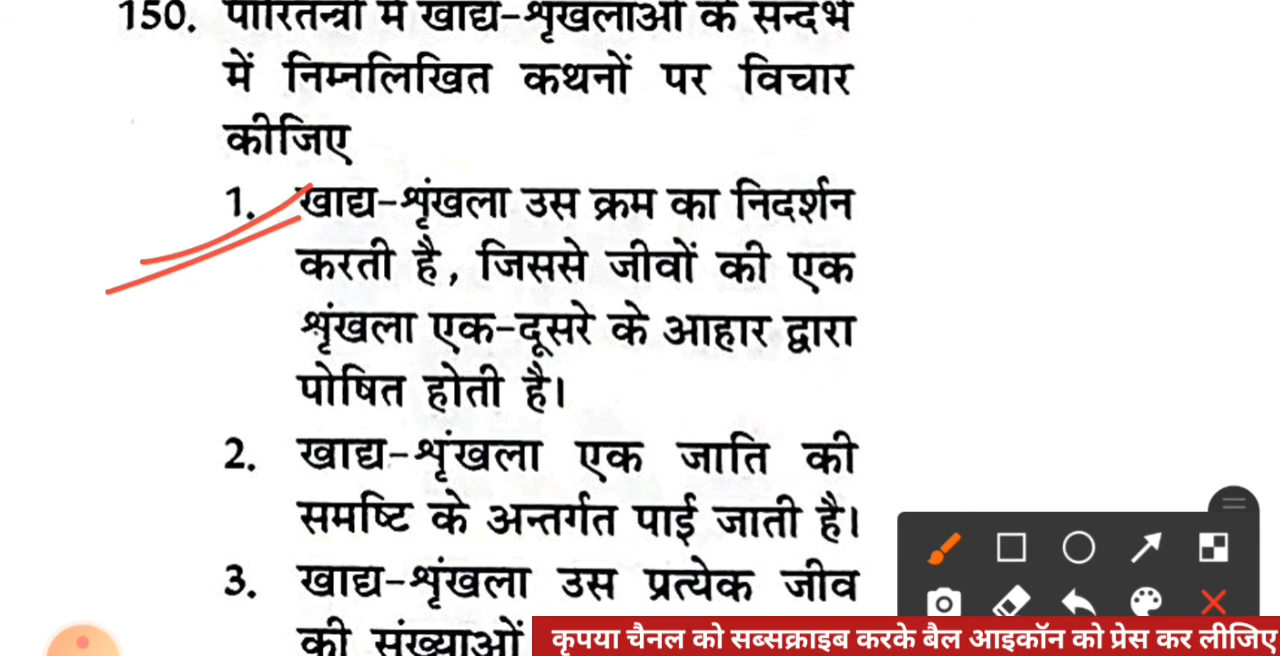 150. पारितन्त्रों में खाद्य-शृंखलाओं के सन्दर्भ
में निम्नलिखित कथनों पर विचार
कीजिए
1. खाद्य-शृंखला उस क्रम का निदर्शन
करती है, जिससे जीवों की एक
शृंखला एक-दूसरे के आहार द्वारा
पोषित होती है।
2. खाद्य-शृंखला एक जाति की
समष्टि के अन्तर्गत पाई जाती है।
3. खाद्य-शृंखला उस प्रत्येक जीव
की संख्याओं
कृपया चैनल को सब्सक्राइब करके बैल आइकॉन को प्रेस कर लीजिए